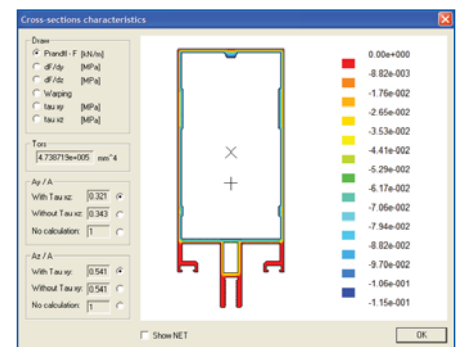 Cross-sections characteristics
Draw
Prandtl - F [kN/m]
dF/dy [MPa]
dF/dz [MPa]
Warping
tau xy [MPa]
tau xz [MPa]
Tors
4.738719e+005 mm^4
Ay / A
With Tau xz: 0.321
Without Tau xz: 0.343
No calculation: 1
Az / A
With Tau xy: 0.541
Without Tau xy: 0.541
No calculation: 1
0.00e+000
-8.82e-003
-1.76e-002
-2.65e-002
-3.53e-002
-4.41e-002
-5.29e-002
-6.17e-002
-7.06e-002
-7.94e-002
-8.82e-002
-9.70e-002
-1.06e-001
-1.15e-001
Show NET
OK